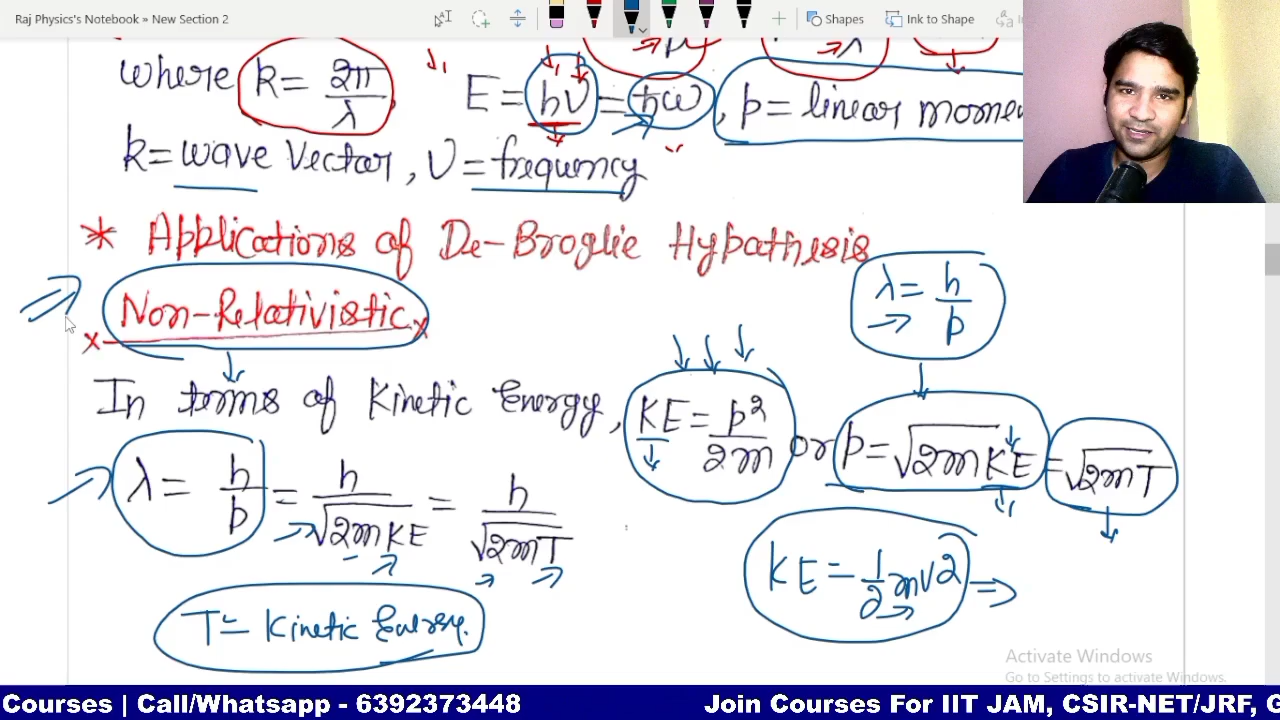 Raj Physics's Notebook » New Section 2
Shapes
Ink to Shape
where k = 2π/λ E = hν = ħω, p = linear momen
k = wave Vector, ν = frequency
* Applications of De-Broglie Hypothesis
λ = h/p
x Non-Relativistic x
In terms of Kinetic Energy, KE = p²/2m or p = √2mKE = √2mT
λ = h/p = h/√2mKE = h/√2mT
KE = 1/2 mv² ⇒
T = Kinetic Energy.
Activate Windows
Go to Settings to activate Windows.
Courses | Call/Whatsapp - 6392373448 Join Courses For IIT JAM, CSIR-NET/JRF, G